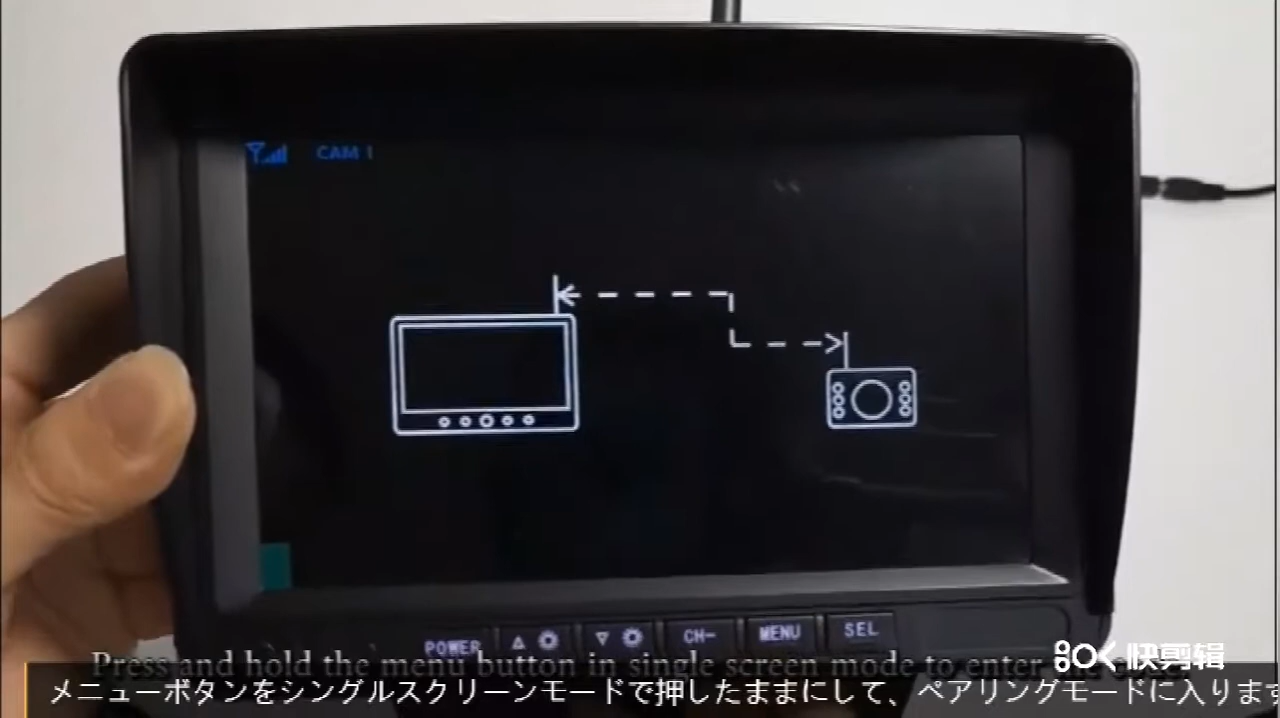 CAM 1
POWER
CH-
MENU
SEL
Press and hold the menu button in single screen mode to enter
快剪辑
メニューボタンをシングルスクリーンモードで押したままにして、ペアリングモードに入ります